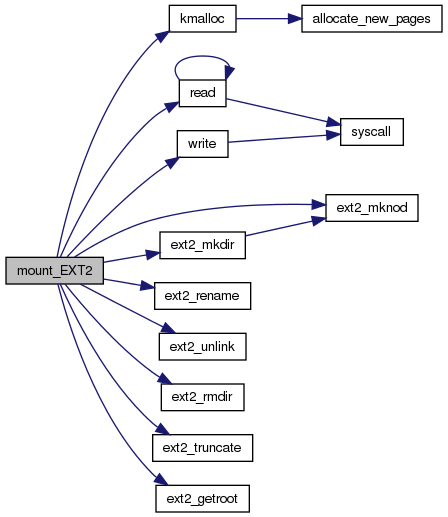 kmalloc
allocate_new_pages
read
syscall
write
ext2_mknod
ext2_mkdir
mount_EXT2
ext2_rename
ext2_unlink
ext2_rmdir
ext2_truncate
ext2_getroot